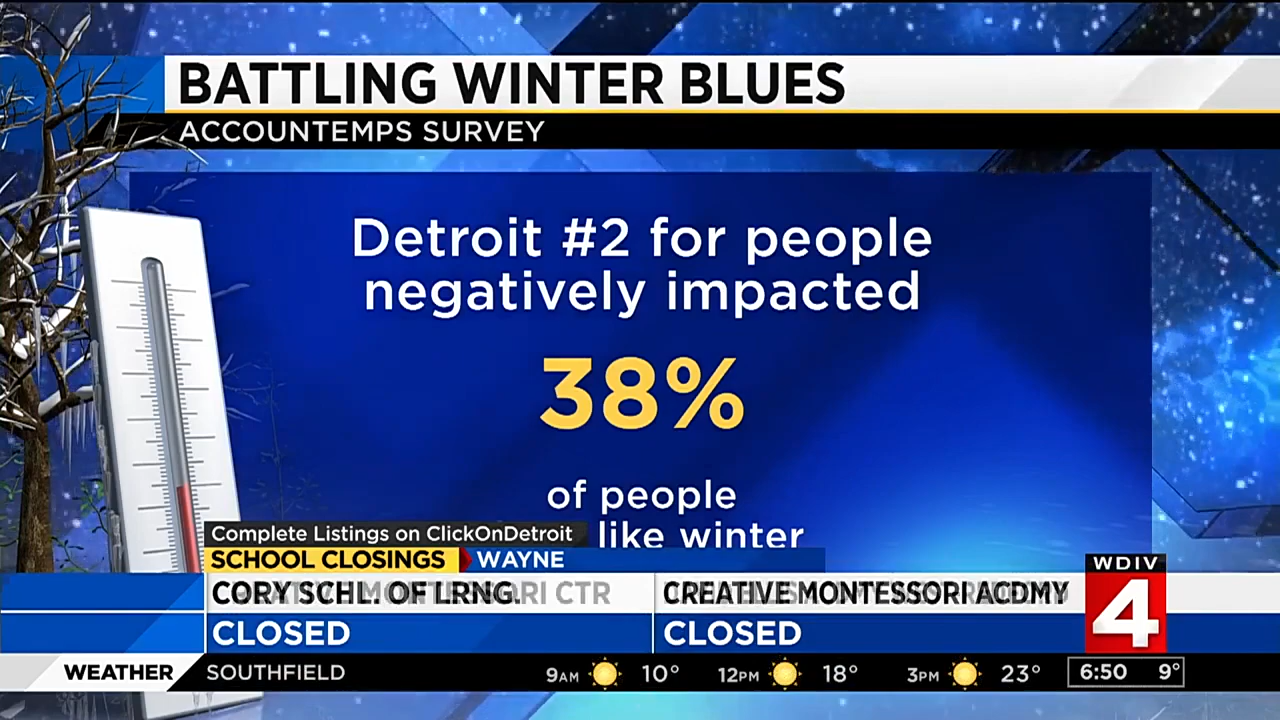 BATTLING WINTER BLUES
ACCOUNTEMPS SURVEY
Detroit #2 for people
negatively impacted
38%
of people
like winter
Complete Listings on ClickOnDetroit
SCHOOL CLOSINGS WAYNE
CORY SCHL. OF LRNG. CREATIVE MONTESSORI ACDMY
CLOSED CLOSED
WDIV
4
WEATHER SOUTHFIELD 9AM 10° 12PM 18° 3PM 23° 6:50 9°